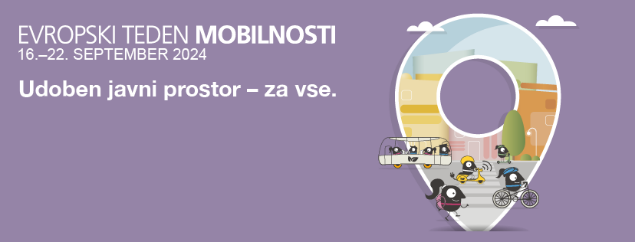 EVROPSKI TEDEN MOBILNOSTI
16.–22. SEPTEMBER 2024
Udoben javni prostor – za vse.